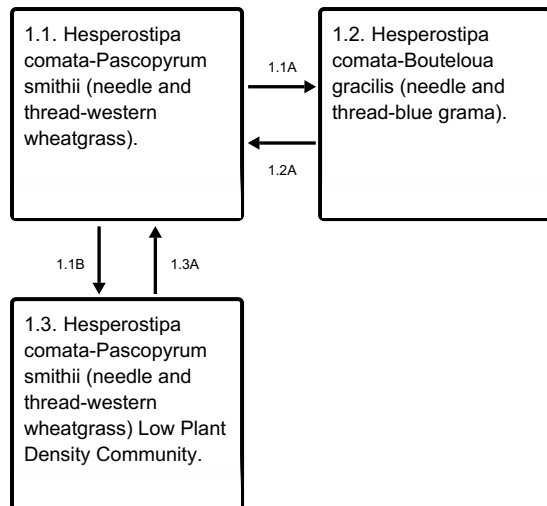 1.1. Hesperostipa
comata-Pascopyrum
smithii (needle and
thread-western
wheatgrass).
1.1A
1.2A
1.2. Hesperostipa
comata-Bouteloua
gracilis (needle and
thread-blue grama).
1.1B
1.3A
1.3. Hesperostipa
comata-Pascopyrum
smithii (needle and
thread-western
wheatgrass) Low Plant
Density Community.